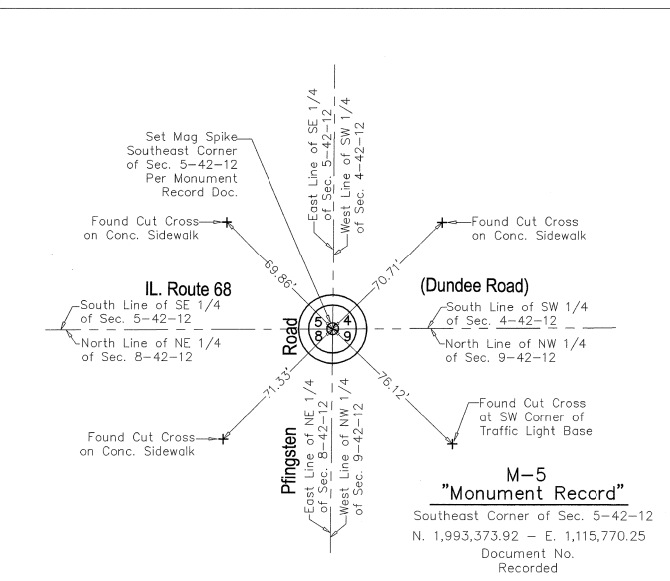 East Line of SE 1/4
of Sec. 5-42-12
West Line of SW 1/4
of Sec. 4-42-12
Set Mag Spike
Southeast Corner
of Sec. 5-42-12
Per Monument
Record Doc.
Found Cut Cross
on Conc. Sidewalk
Found Cut Cross
on Conc. Sidewalk
69.86'
70.71'
IL. Route 68
(Dundee Road)
South Line of SE 1/4
of Sec. 5-42-12
North Line of NE 1/4
of Sec. 8-42-12
5 4
8 9
South Line of SW 1/4
of Sec. 4-42-12
North Line of NW 1/4
of Sec. 9-42-12
Pfingsten Road
71.33'
76.12'
East Line of NE 1/4
of Sec. 8-42-12
West Line of NW 1/4
of Sec. 9-42-12
Found Cut Cross
on Conc. Sidewalk
Found Cut Cross
at SW Corner of
Traffic Light Base
M-5
"Monument Record"
Southeast Corner of Sec. 5-42-12
N. 1,993,373.92 - E. 1,115,770.25
Document No.
Recorded